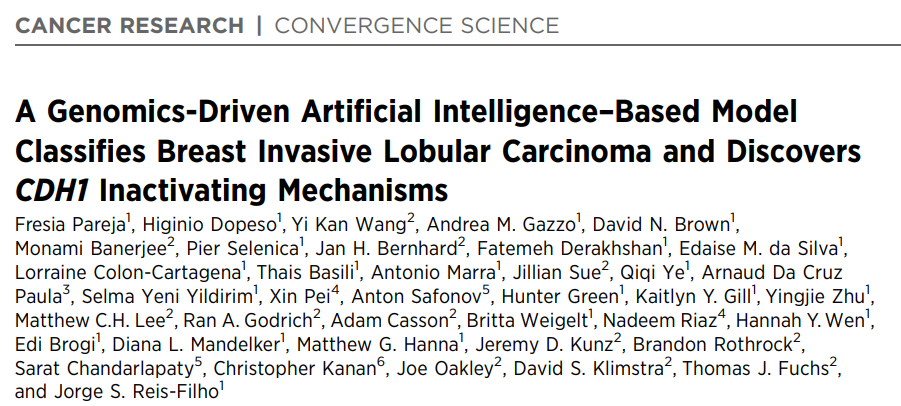 CANCER RESEARCH | CONVERGENCE SCIENCE
A Genomics-Driven Artificial Intelligence–Based Model
Classifies Breast Invasive Lobular Carcinoma and Discovers
CDH1 Inactivating Mechanisms
Fresia Pareja1, Higinio Dopeso1, Yi Kan Wang2, Andrea M. Gazzo1, David N. Brown1,
Monami Banerjee2, Pier Selenica1, Jan H. Bernhard2, Fatemeh Derakhshan1, Edaise M. da Silva1,
Lorraine Colon-Cartagena1, Thais Basili1, Antonio Marra1, Jillian Sue2, Qiqi Ye1, Arnaud Da Cruz
Paula3, Selma Yeni Yildirim1, Xin Pei4, Anton Safonov5, Hunter Green1, Kaitlyn Y. Gill1, Yingjie Zhu1,
Matthew C.H. Lee2, Ran A. Godrich2, Adam Casson2, Britta Weigelt1, Nadeem Riaz4, Hannah Y. Wen1,
Edi Brogi1, Diana L. Mandelker1, Matthew G. Hanna1, Jeremy D. Kunz2, Brandon Rothrock2,
Sarat Chandarlapaty5, Christopher Kanan6, Joe Oakley2, David S. Klimstra2, Thomas J. Fuchs2,
and Jorge S. Reis-Filho1